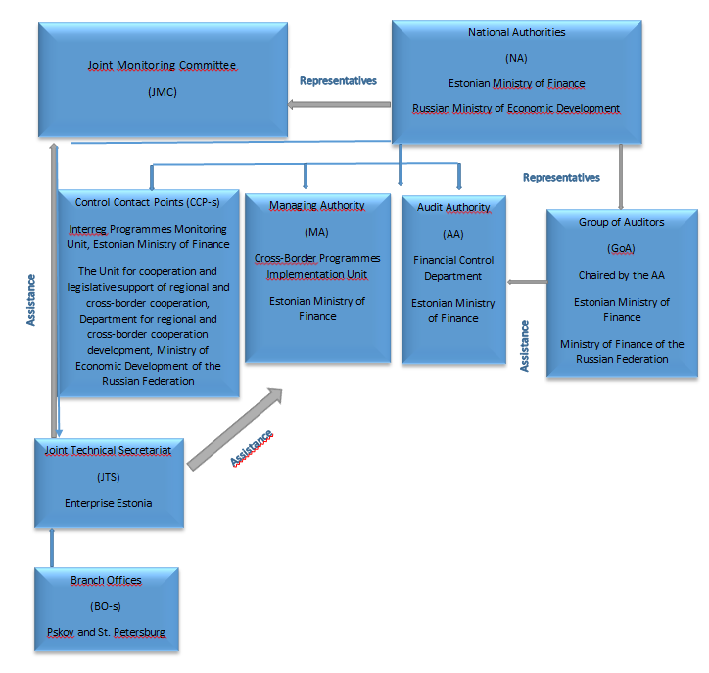 Joint Monitoring Committee
(JMC)
Representatives
National Authorities
(NA)
Estonian Ministry of Finance
Russian Ministry of Economic Development
Representatives
Control Contact Points (CCP-s)
Interreg Programmes Monitoring
Unit, Estonian Ministry of Finance
The Unit for cooperation and
legislative support of regional and
cross-border cooperation,
Department for regional and
cross-border cooperation
development, Ministry of
Economic Development of the
Russian Federation
Managing Authority
(MA)
Cross-Border Programmes
Implementation Unit
Estonian Ministry of
Finance
Audit Authority
(AA)
Financial Control
Department
Estonian Ministry
of Finance
Group of Auditors
(GoA)
Chaired by the AA
Estonian Ministry of
Finance
Ministry of Finance of the
Russian Federation
Assistance
Assistance
Assistance
Joint Technical Secretariat
(JTS)
Enterprise Estonia
Branch Offices
(BO-s)
Pskov and St. Petersburg